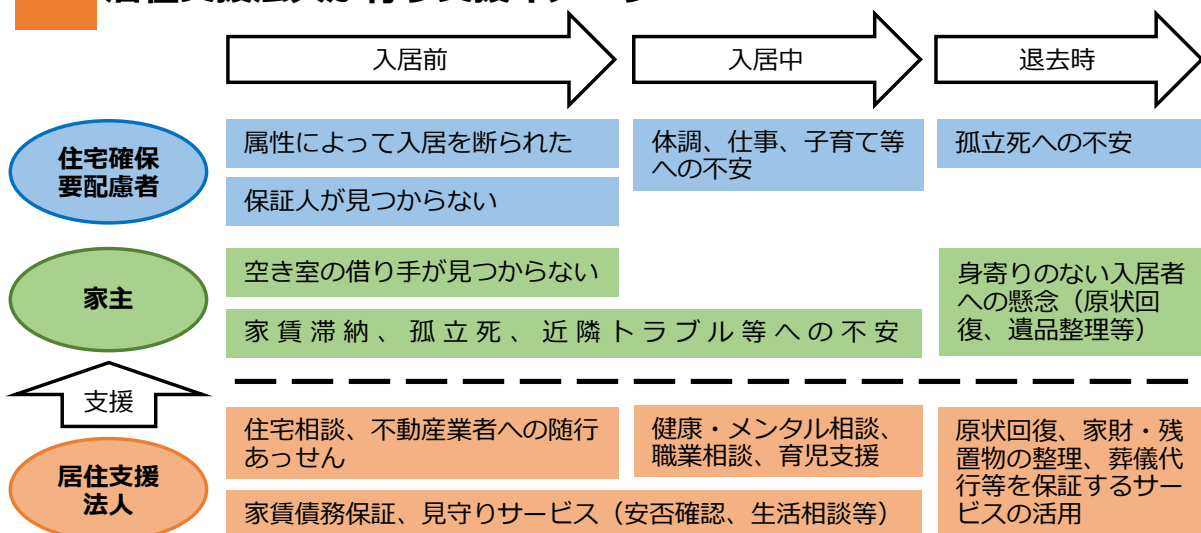 入居前
入居中
退去時
住宅確保
要配慮者
属性によって入居を断られた
保証人が見つからない
体調、仕事、子育て等
への不安
孤立死への不安
家主
空き室の借り手が見つからない
家賃滞納、孤立死、近隣トラブル等への不安
身寄りのない入居者
への懸念（原状回
復、遺品整理等）
支援
居住支援
法人
住宅相談、不動産業者への随行
あっせん
健康・メンタル相談、
職業相談、育児支援
原状回復、家財・残
置物の整理、葬儀代
行等を保証するサー
ビスの活用
家賃債務保証、見守りサービス（安否確認、生活相談等）